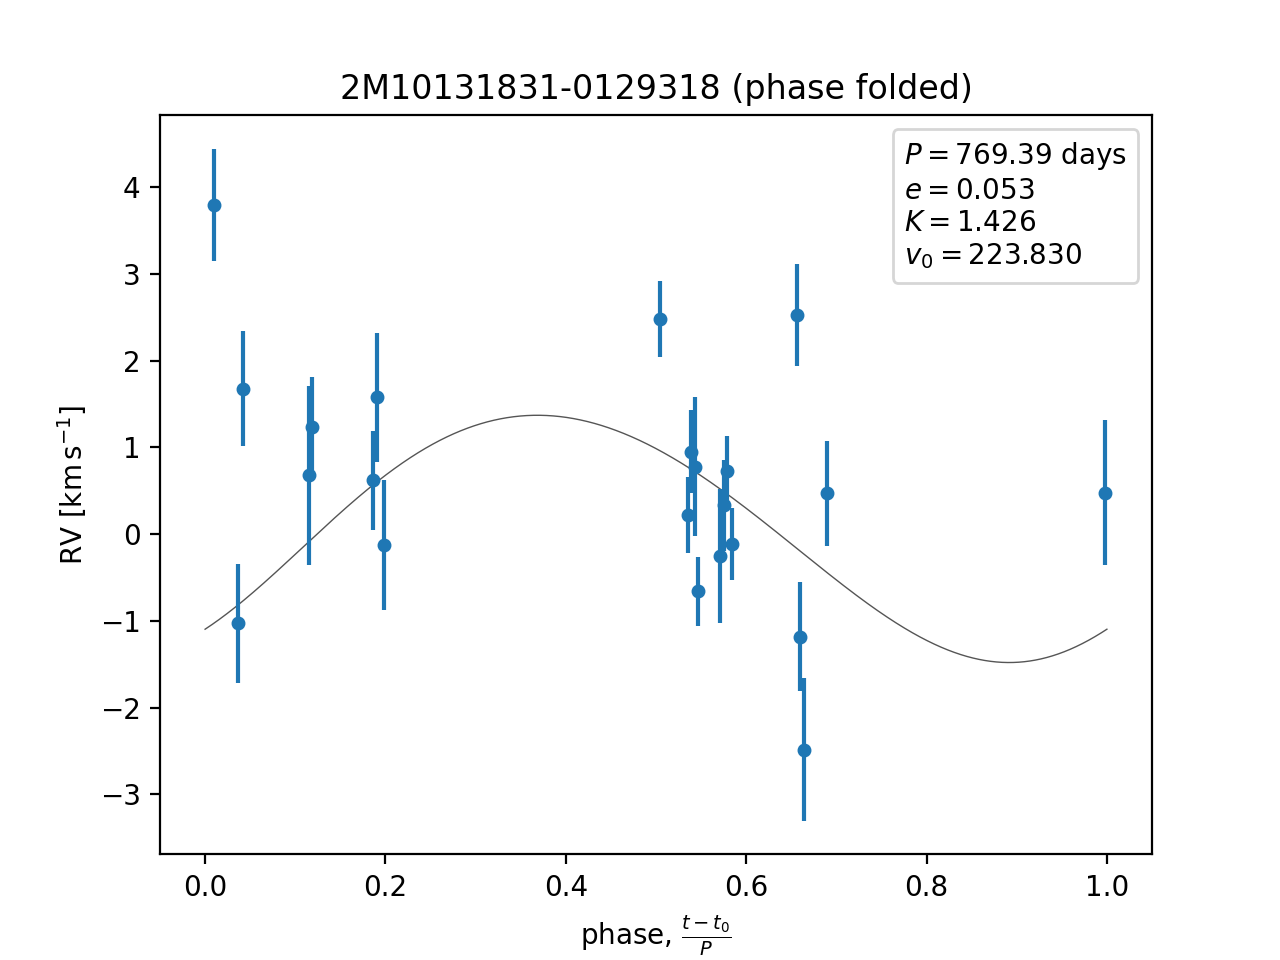 2M10131831-0129318 (phase folded)
P = 769.39 days
e = 0.053
K = 1.426
v₀ = 223.830
4
3
2
1
0
−1
−2
−3
RV [km s⁻¹]
0.0 0.2 0.4 0.6 0.8 1.0
phase, (t − t₀)/P